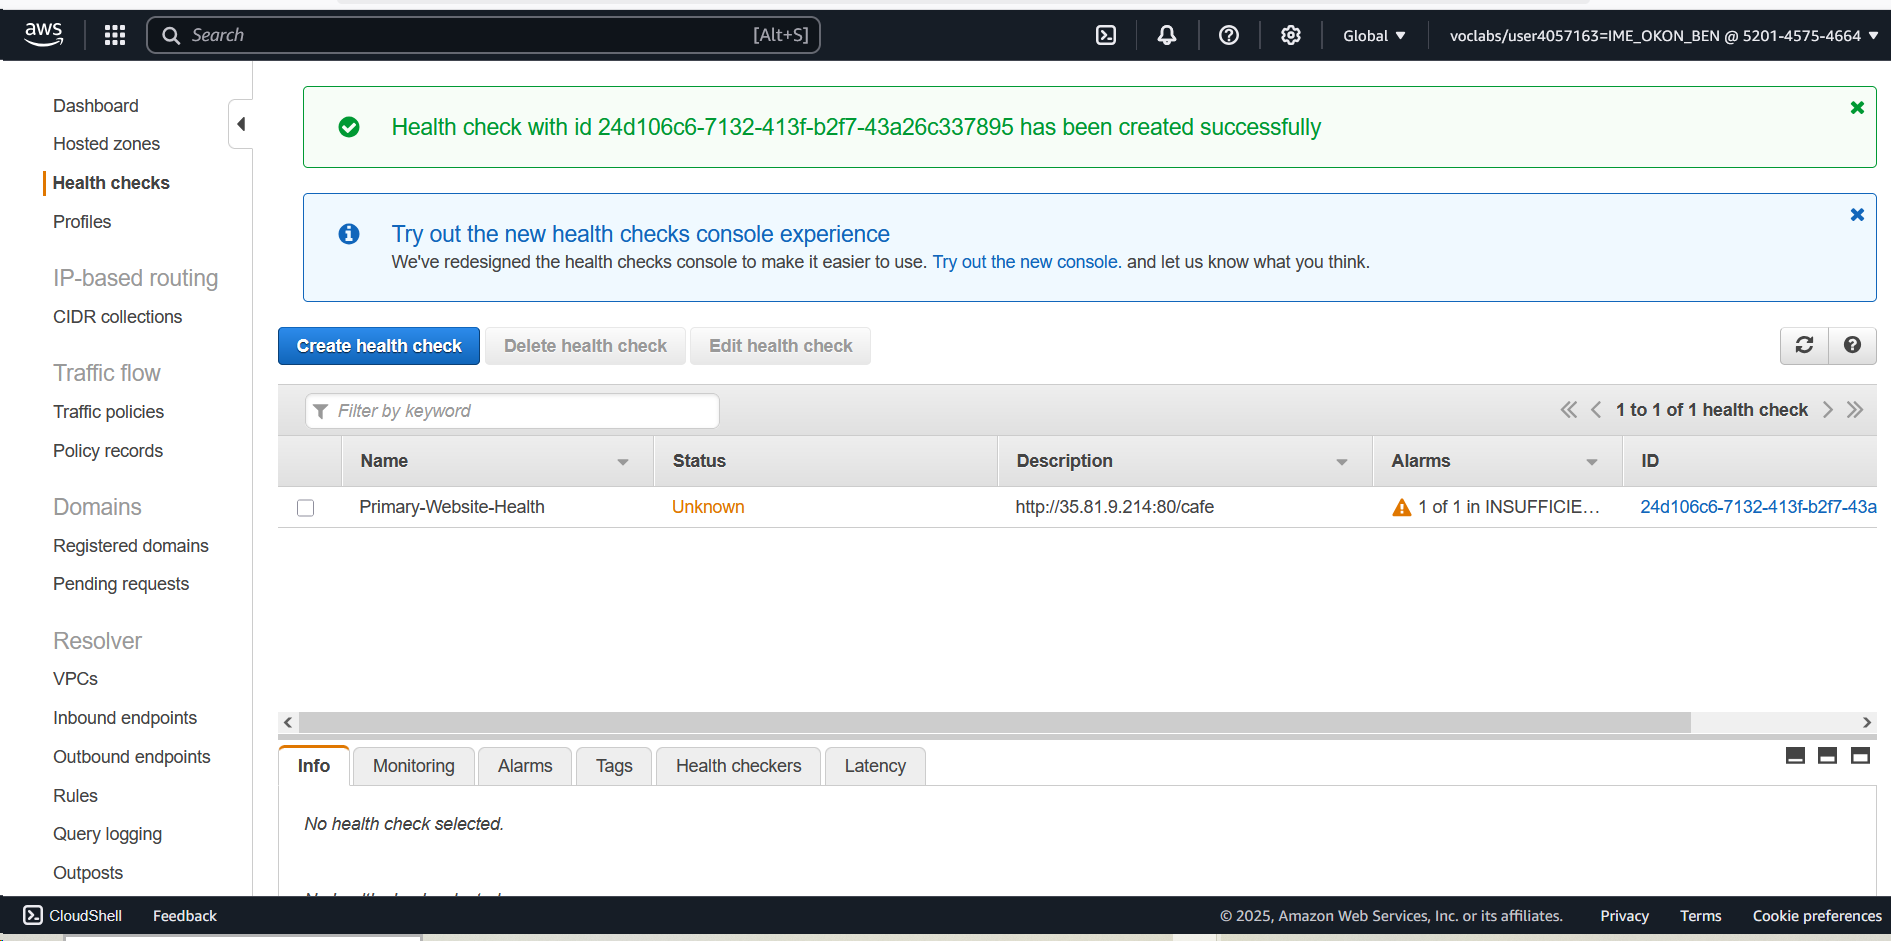 aws
Search
[Alt+S]
Global
voclabs/user4057163=IME_OKON_BEN @ 5201-4575-4664
Dashboard
Hosted zones
Health checks
Profiles
IP-based routing
CIDR collections
Traffic flow
Traffic policies
Policy records
Domains
Registered domains
Pending requests
Resolver
VPCs
Inbound endpoints
Outbound endpoints
Rules
Query logging
Outposts
Health check with id 24d106c6-7132-413f-b2f7-43a26c337895 has been created successfully
Try out the new health checks console experience
We've redesigned the health checks console to make it easier to use. Try out the new console. and let us know what you think.
Create health check
Delete health check
Edit health check
Filter by keyword
1 to 1 of 1 health check
Name Status Description Alarms ID
Primary-Website-Health Unknown http://35.81.9.214:80/cafe 1 of 1 in INSUFFICIE… 24d106c6-7132-413f-b2f7-43a
Info Monitoring Alarms Tags Health checkers Latency
No health check selected.
CloudShell Feedback
© 2025, Amazon Web Services, Inc. or its affiliates. Privacy Terms Cookie preferences